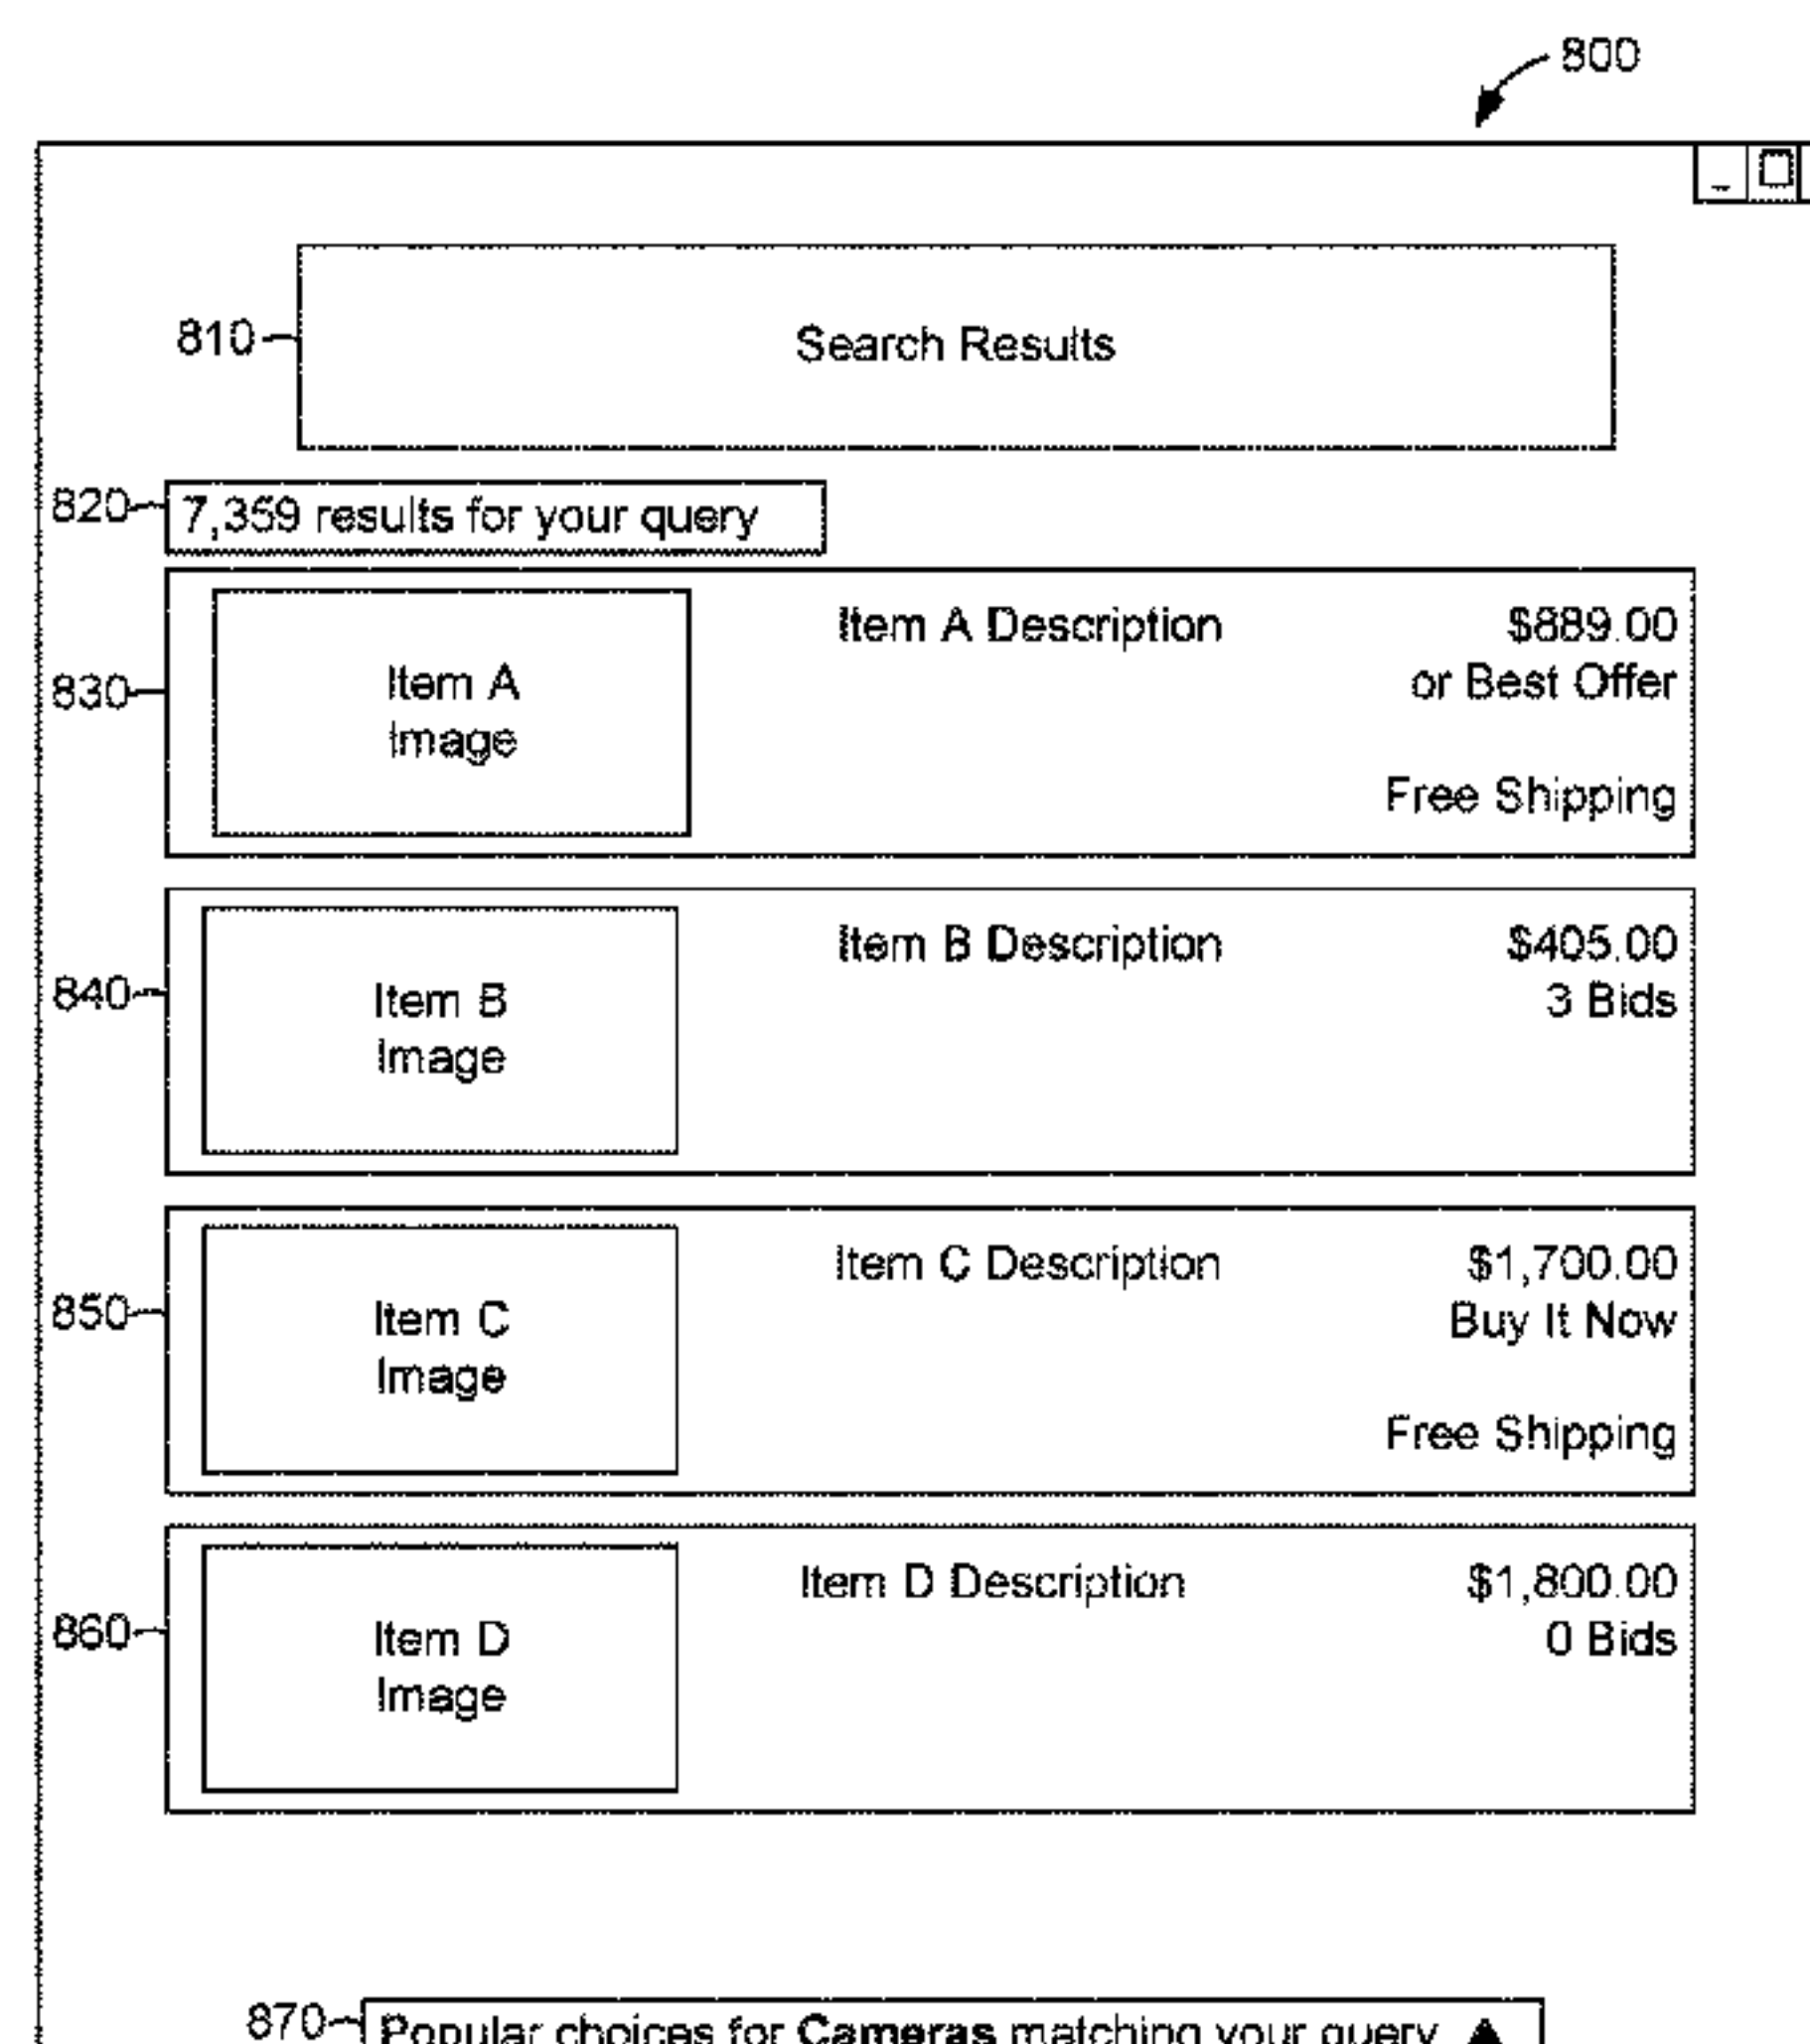 800
810
Search Results
820
7,359 results for your query
830
Item A
Image
Item A Description
$889.00
or Best Offer
Free Shipping
840
Item B
Image
Item B Description
$405.00
3 Bids
850
Item C
Image
Item C Description
$1,700.00
Buy It Now
Free Shipping
860
Item D
Image
Item D Description
$1,800.00
0 Bids
870
Popular choices for Cameras matching your query